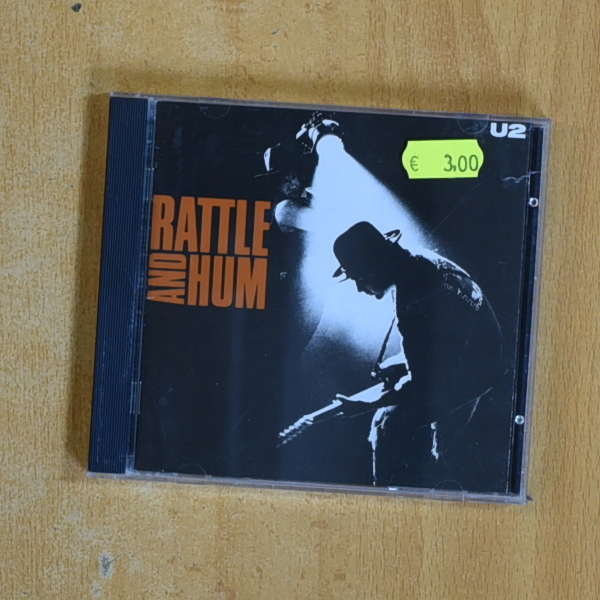 U2
€ 3,00
RATTLE
AND
HUM